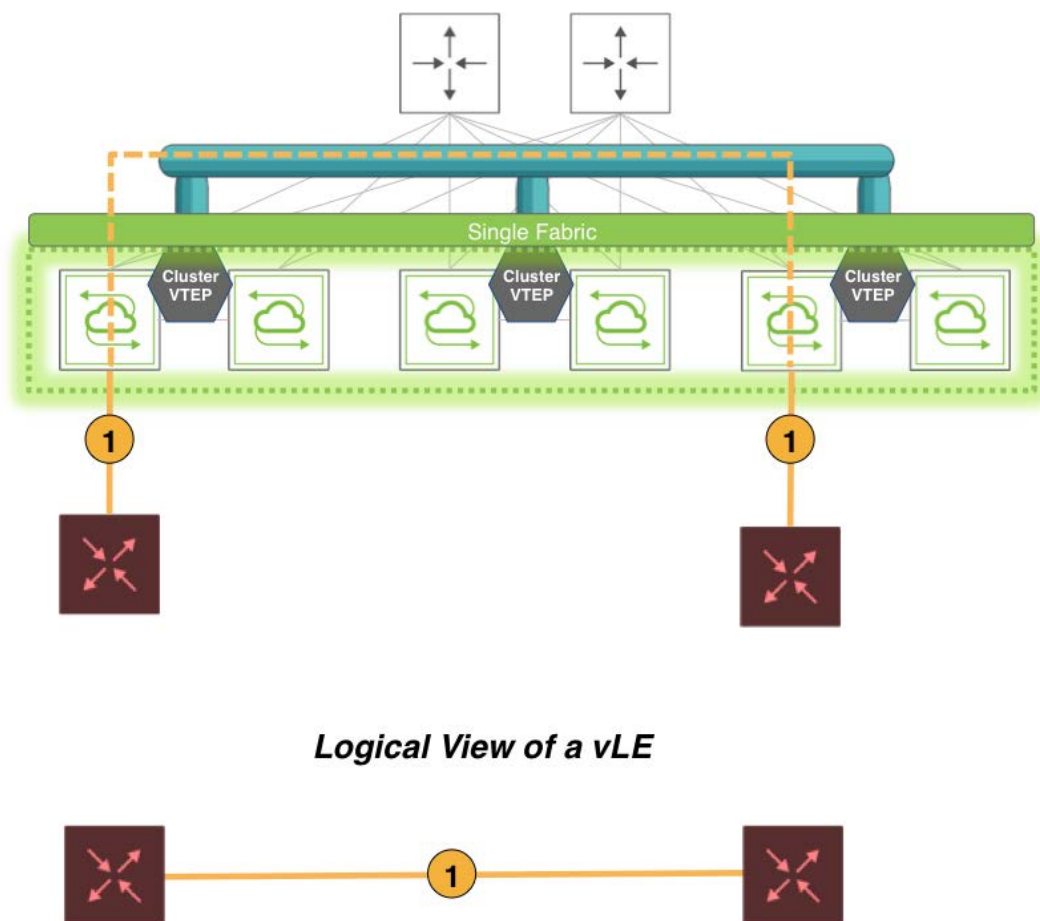 Single Fabric
Cluster
VTEP
Cluster
VTEP
Cluster
VTEP
1
1
Logical View of a vLE
1